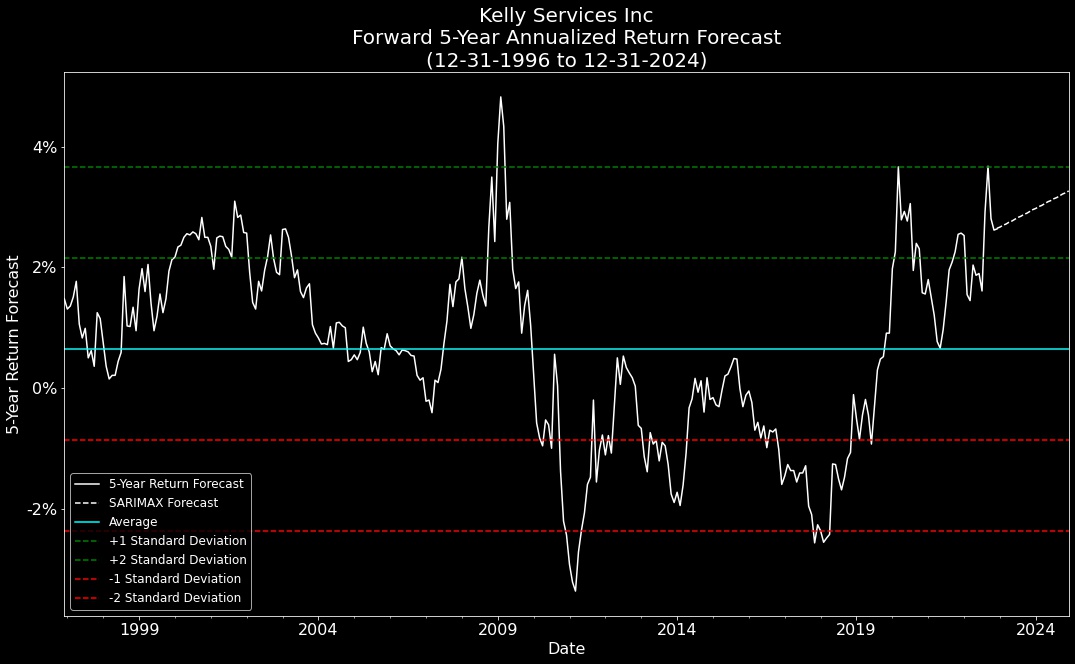 Kelly Services Inc
Forward 5-Year Annualized Return Forecast
(12-31-1996 to 12-31-2024)
5-Year Return Forecast
4%
2%
0%
-2%
5-Year Return Forecast
SARIMAX Forecast
Average
+1 Standard Deviation
+2 Standard Deviation
-1 Standard Deviation
-2 Standard Deviation
1999 2004 2009 2014 2019 2024
Date